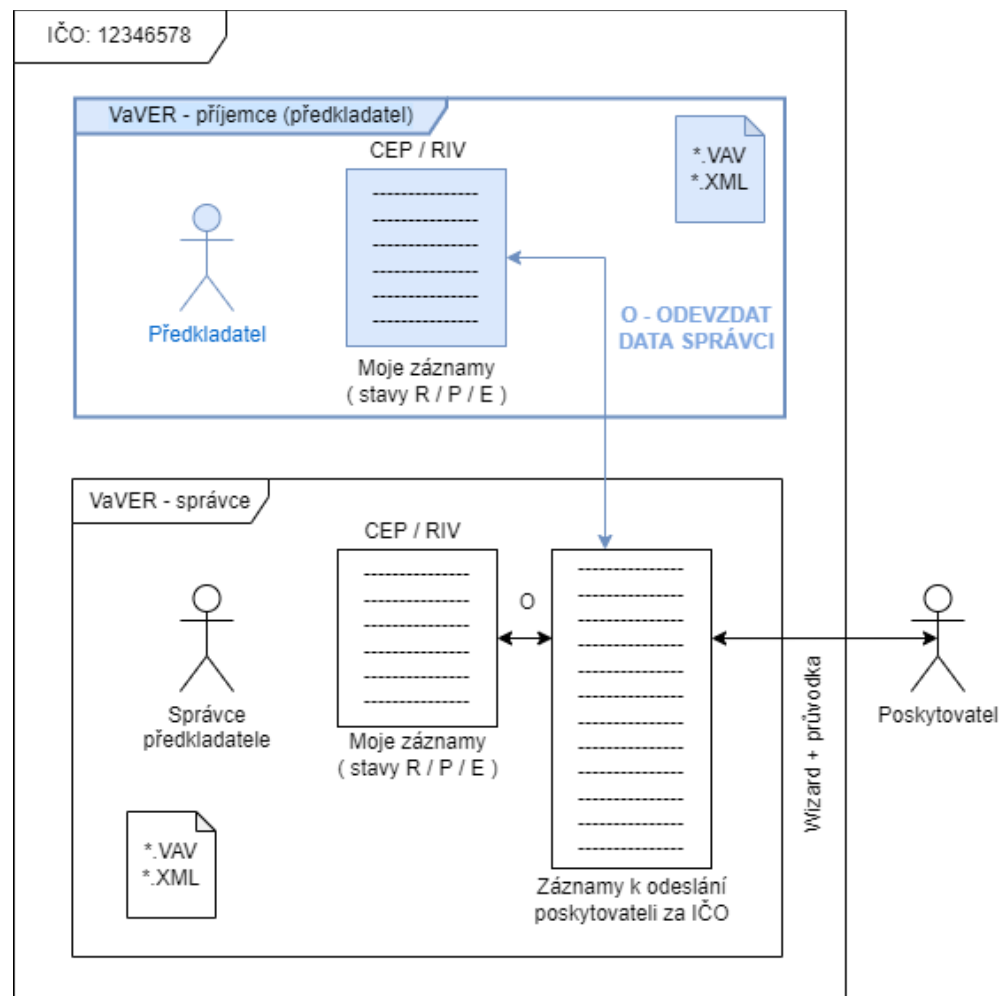 IČO: 12346578
VaVER - příjemce (předkladatel)
CEP / RIV
*.VAV
*.XML
Předkladatel
O - ODEVZDAT
DATA SPRÁVCI
Moje záznamy
( stavy R / P / E )
VaVER - správce
CEP / RIV
O
Správce
předkladatele
Moje záznamy
( stavy R / P / E )
Wizard + průvodka
Poskytovatel
*.VAV
*.XML
Záznamy k odeslání
poskytovateli za IČO